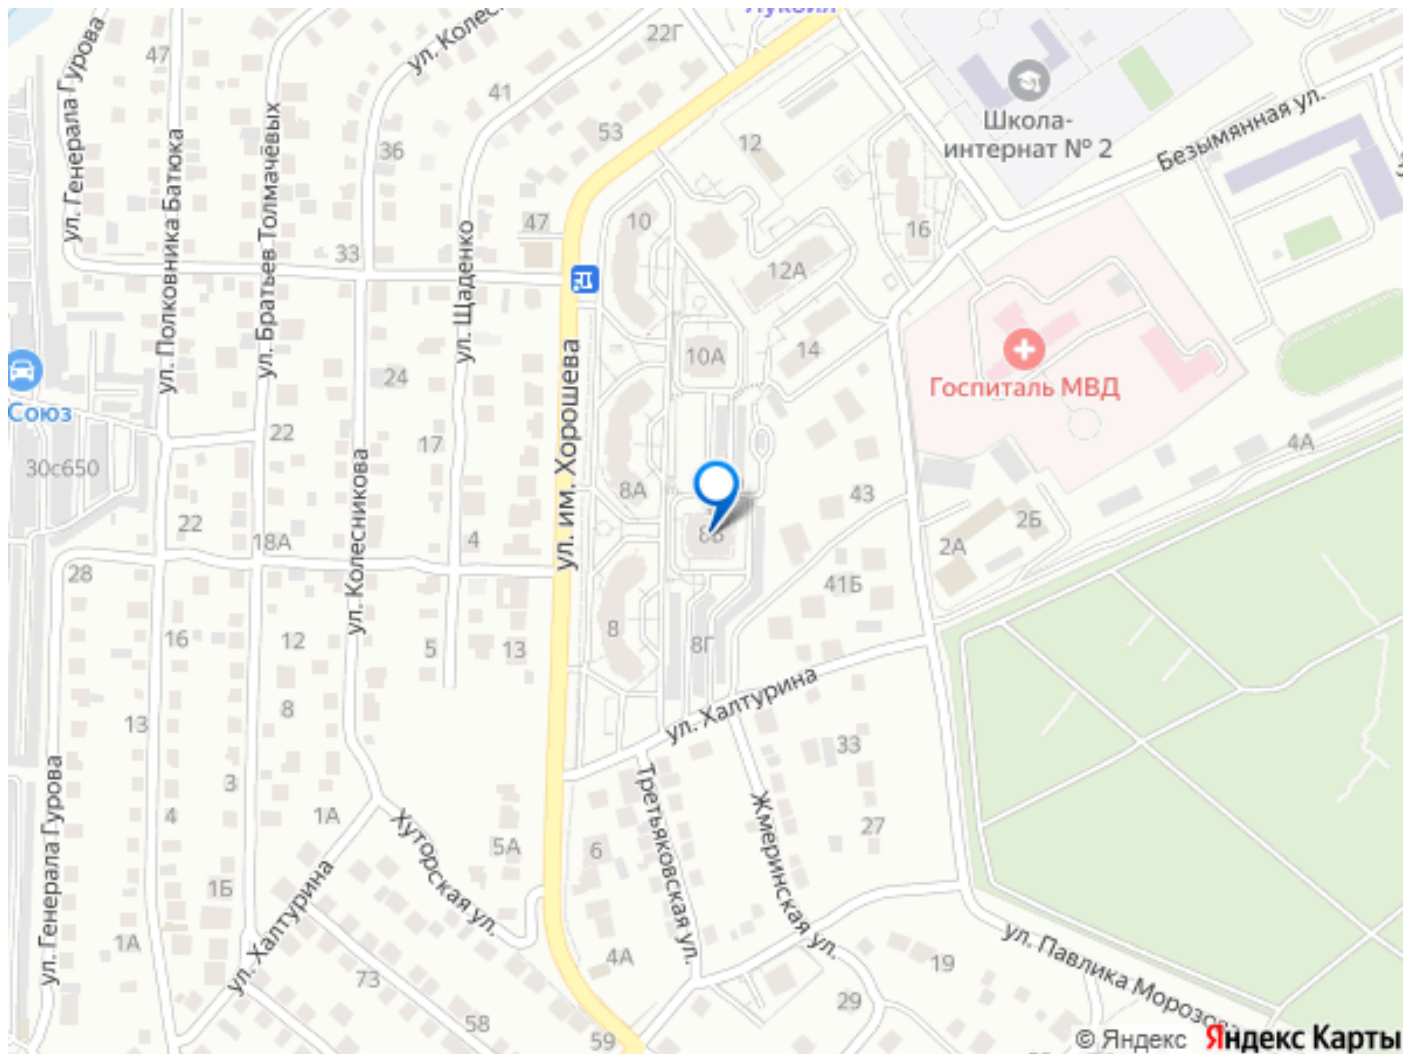 Лукойл
ул. Генерала Гурова
47
ул. Колес
22Г
41
Школа-
интернат № 2
53
12
36
Безымянная ул.
ул. Полковника Батюка
ул. Братьев Толмачёвых
ул. Щаденко
47
10
16
33
12А
10А
14
24
Госпиталь МВД
Союз
ул. им. Хорошева
22
17
4А
30с650
ул. Колесникова
8А
43
22
18А
4
8Б
2Б
2А
28
41Б
16
12
5
13
8
8Г
8
13
ул. Халтурина
33
ул. Генерала Гурова
3
4
1А
Хуторская ул.
5А
6
Третьяковская ул.
Жмеринская ул.
27
1Б
ул. Халтурина
1А
4А
19
ул. Павлика Морозов
73
29
58
59
© Яндекс Яндекс Карты